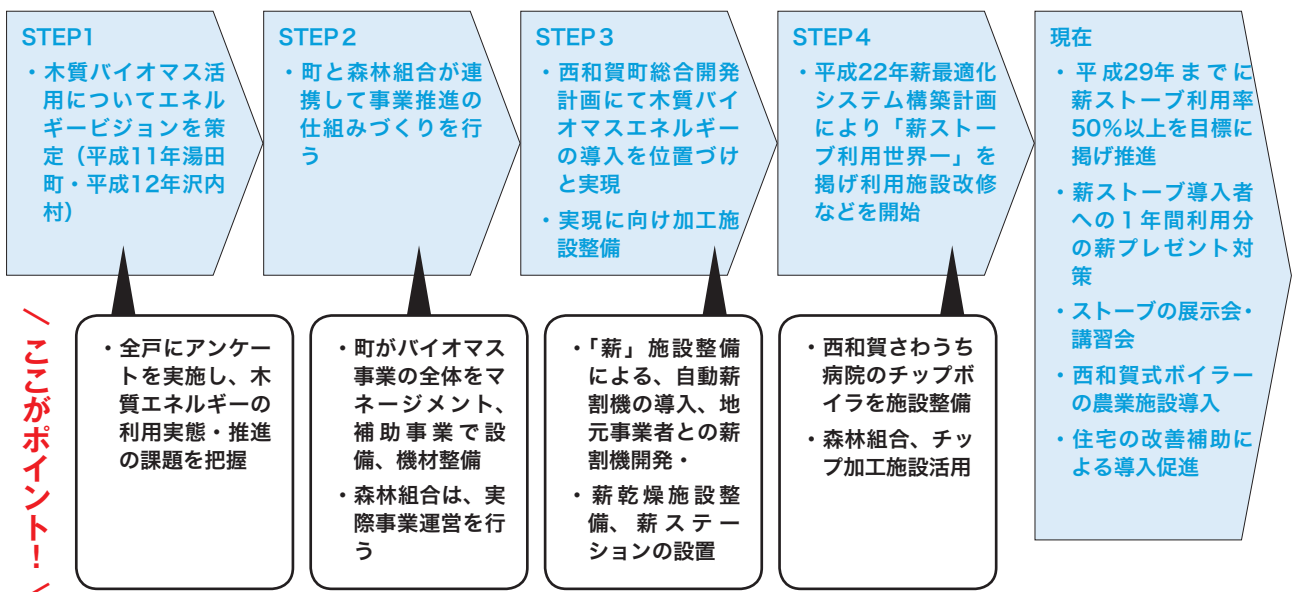 STEP1
・木質バイオマス活
用についてエネル
ギービジョンを策
定（平成11年湯田
町・平成12年沢内
村）
STEP２
・町と森林組合が連
携して事業推進の
仕組みづくりを行
う
STEP３
・西和賀町総合開発
計画にて木質バイ
オマスエネルギー
の導入を位置づけ
と実現
・実現に向け加工施
設整備
STEP４
・平成22年薪最適化
システム構築計画
により「薪ストー
ブ利用世界一」を
掲げ利用施設改修
などを開始
現在
・平成29年までに
薪ストーブ利用率
50％以上を目標に
掲げ推進
・薪ストーブ導入者
への１年間利用分
の薪プレゼント対
策
・ストーブの展示会・
講習会
・西和賀式ボイラー
の農業施設導入
・住宅の改善補助に
よる導入促進
ここがポイント！
・全戸にアンケー
トを実施し、木
質エネルギーの
利用実態・推進
の課題を把握
・町がバイオマス
事業の全体をマ
ネージメント、
補助事業で設
備、機材整備
・森林組合は、実
際事業運営を行
う
・「薪」施設整備
による、自動薪
割機の導入、地
元事業者との薪
割機開発・
・薪乾燥施設整
備、薪ステー
ションの設置
・西和賀さわうち
病院のチップボ
イラを施設整備
・森林組合、チッ
プ加工施設活用